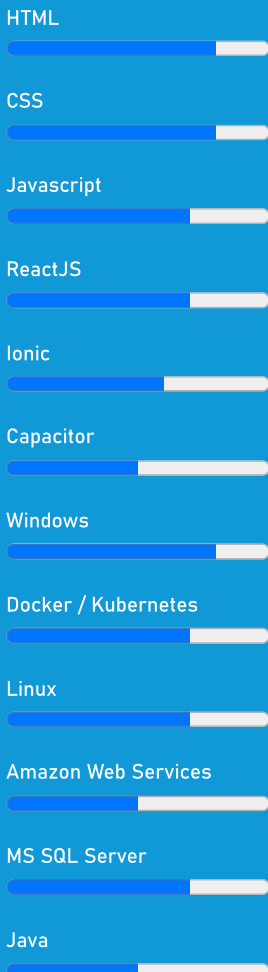 HTML
CSS
Javascript
ReactJS
Ionic
Capacitor
Windows
Docker / Kubernetes
Linux
Amazon Web Services
MS SQL Server
Java